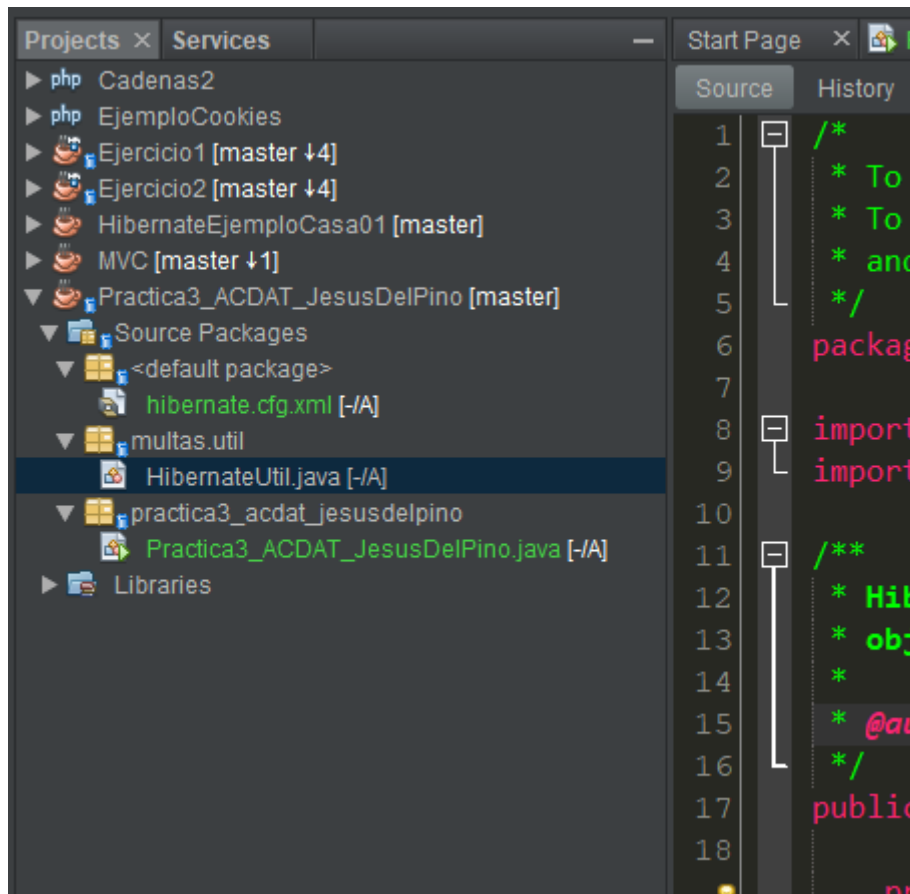 Projects × Services
php Cadenas2
php EjemploCookies
Ejercicio1 [master ↓4]
Ejercicio2 [master ↓4]
HibernateEjemploCasa01 [master]
MVC [master ↓1]
Practica3_ACDAT_JesusDelPino [master]
Source Packages
<default package>
hibernate.cfg.xml [-/A]
multas.util
HibernateUtil.java [-/A]
practica3_acdat_jesusdelpino
Practica3_ACDAT_JesusDelPino.java [-/A]
Libraries
Start Page ×
Source History
1 /*
2 * To
3 * To
4 * and
5 */
6 packag
7
8 import
9 import
10
11 /**
12 * Hib
13 * obj
14 *
15 * @au
16 */
17 public
18